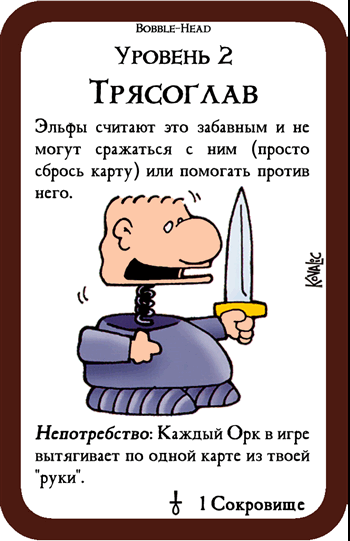 Bobble-Head
Уровень 2
Трясоглав
Эльфы считают это забавным и не
могут сражаться с ним (просто
сбрось карту) или помогать против
него.
Kovalic
Непотребство: Каждый Орк в игре
вытягивает по одной карте из твоей
"руки".
1 Сокровище